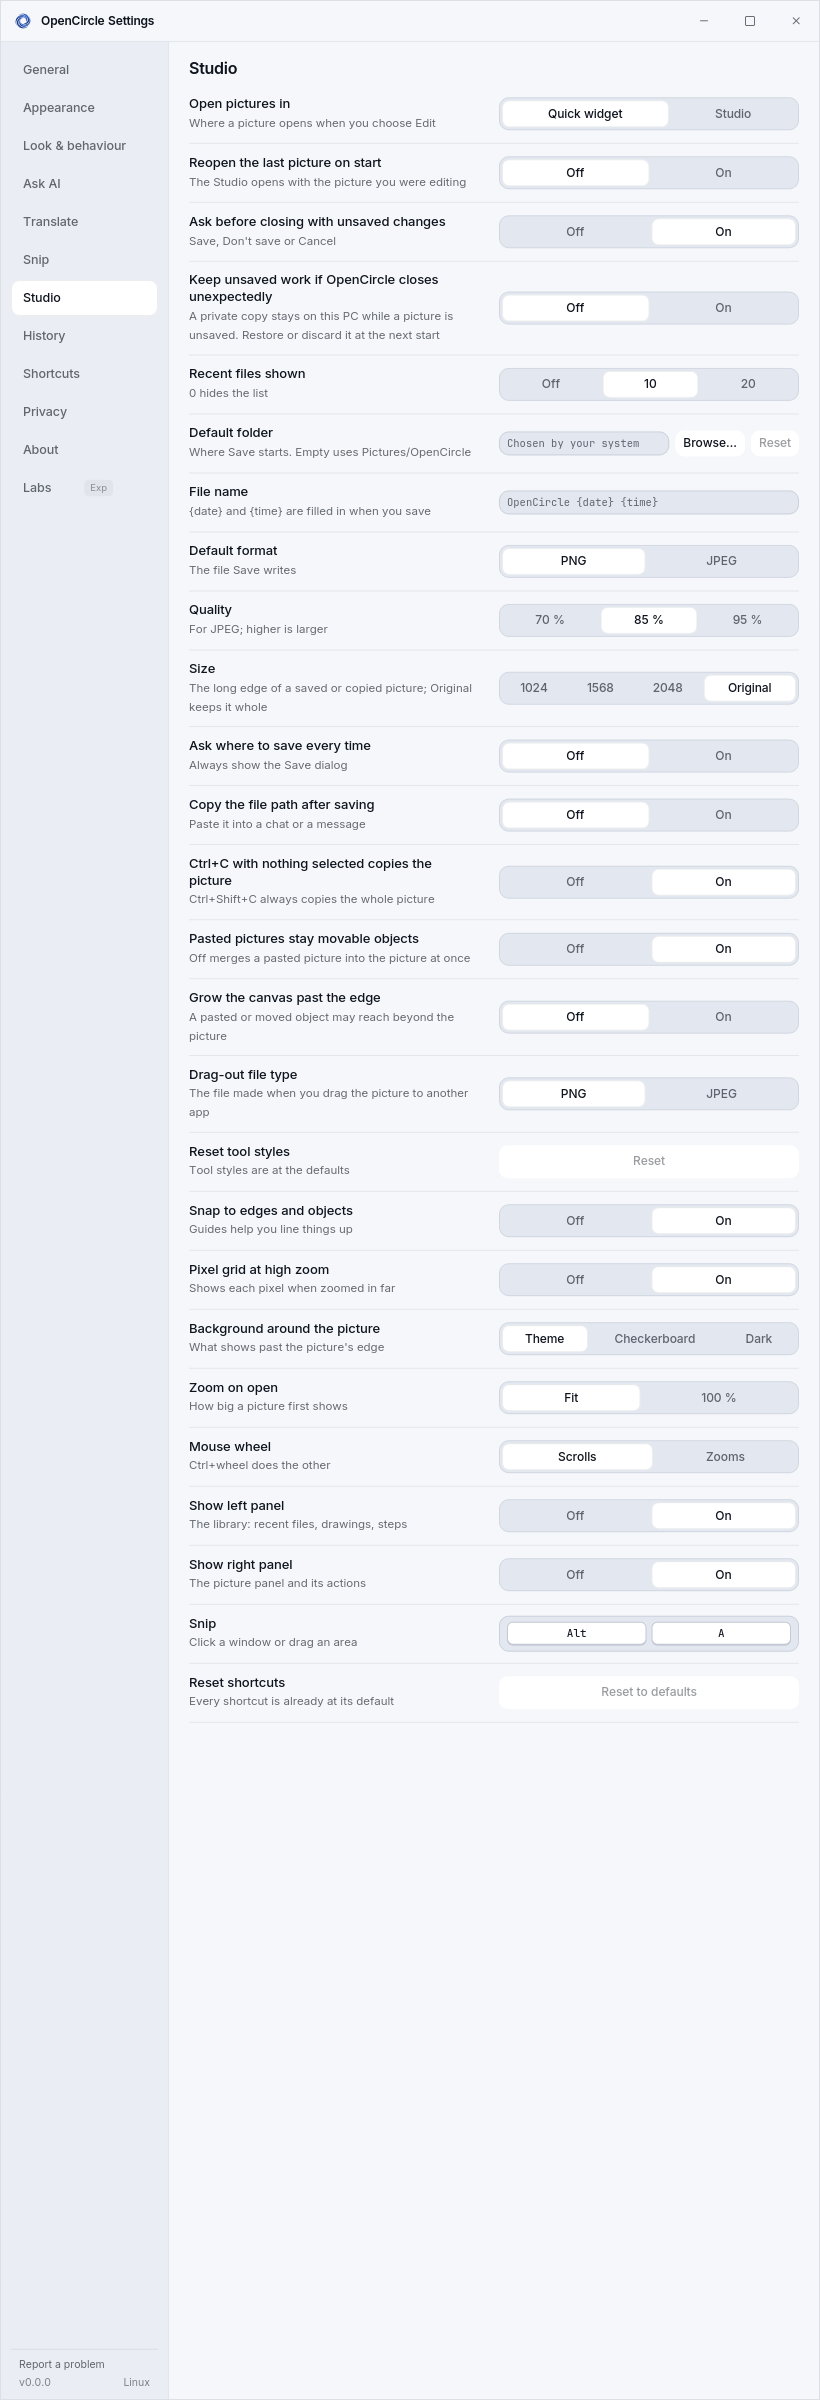 OpenCircle Settings
General
Appearance
Look & behaviour
Ask AI
Translate
Snip
Studio
History
Shortcuts
Privacy
About
Labs Exp
Report a problem
v0.0.0 Linux
Studio
Open pictures in
Where a picture opens when you choose Edit
Quick widget Studio
Reopen the last picture on start
The Studio opens with the picture you were editing
Off On
Ask before closing with unsaved changes
Save, Don't save or Cancel
Off On
Keep unsaved work if OpenCircle closes
unexpectedly
A private copy stays on this PC while a picture is
unsaved. Restore or discard it at the next start
Off On
Recent files shown
0 hides the list
Off 10 20
Default folder
Where Save starts. Empty uses Pictures/OpenCircle
Chosen by your system Browse... Reset
File name
{date} and {time} are filled in when you save
OpenCircle {date} {time}
Default format
The file Save writes
PNG JPEG
Quality
For JPEG; higher is larger
70 % 85 % 95 %
Size
The long edge of a saved or copied picture; Original
keeps it whole
1024 1568 2048 Original
Ask where to save every time
Always show the Save dialog
Off On
Copy the file path after saving
Paste it into a chat or a message
Off On
Ctrl+C with nothing selected copies the
picture
Ctrl+Shift+C always copies the whole picture
Off On
Pasted pictures stay movable objects
Off merges a pasted picture into the picture at once
Off On
Grow the canvas past the edge
A pasted or moved object may reach beyond the
picture
Off On
Drag-out file type
The file made when you drag the picture to another
app
PNG JPEG
Reset tool styles
Tool styles are at the defaults
Reset
Snap to edges and objects
Guides help you line things up
Off On
Pixel grid at high zoom
Shows each pixel when zoomed in far
Off On
Background around the picture
What shows past the picture's edge
Theme Checkerboard Dark
Zoom on open
How big a picture first shows
Fit 100 %
Mouse wheel
Ctrl+wheel does the other
Scrolls Zooms
Show left panel
The library: recent files, drawings, steps
Off On
Show right panel
The picture panel and its actions
Off On
Snip
Click a window or drag an area
Alt A
Reset shortcuts
Every shortcut is already at its default
Reset to defaults